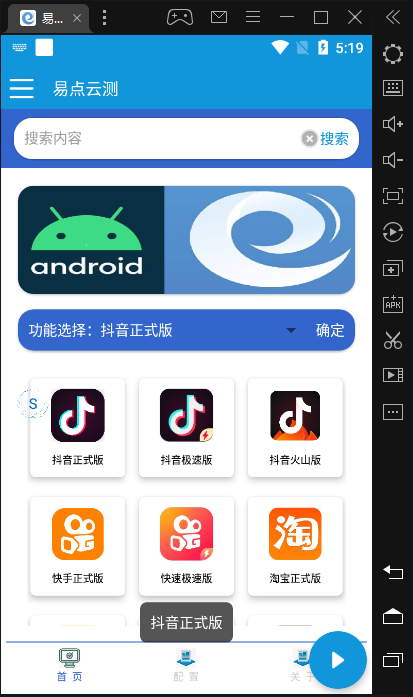 易...
5:19
易点云测
搜索内容
搜索
android
功能选择：抖音正式版
确定
S
抖音正式版
抖音极速版
抖音火山版
快手正式版
快速极速版
淘宝正式版
淘
抖音正式版
首 页
配 置
关 于
APK